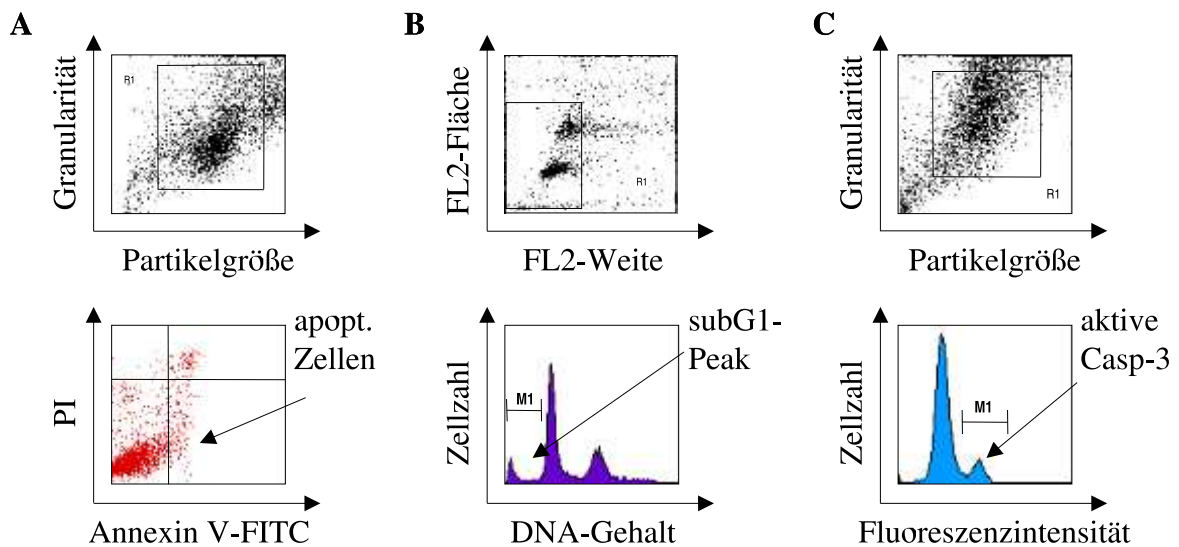 A
Granularität
R1
Partikelgröße
B
FL2-Fläche
R1
FL2-Weite
C
Granularität
R1
Partikelgröße
PI
apopt.
Zellen
Annexin V-FITC
Zellzahl
M1
subG1-
Peak
DNA-Gehalt
Zellzahl
M1
aktive
Casp-3
Fluoreszenzintensität